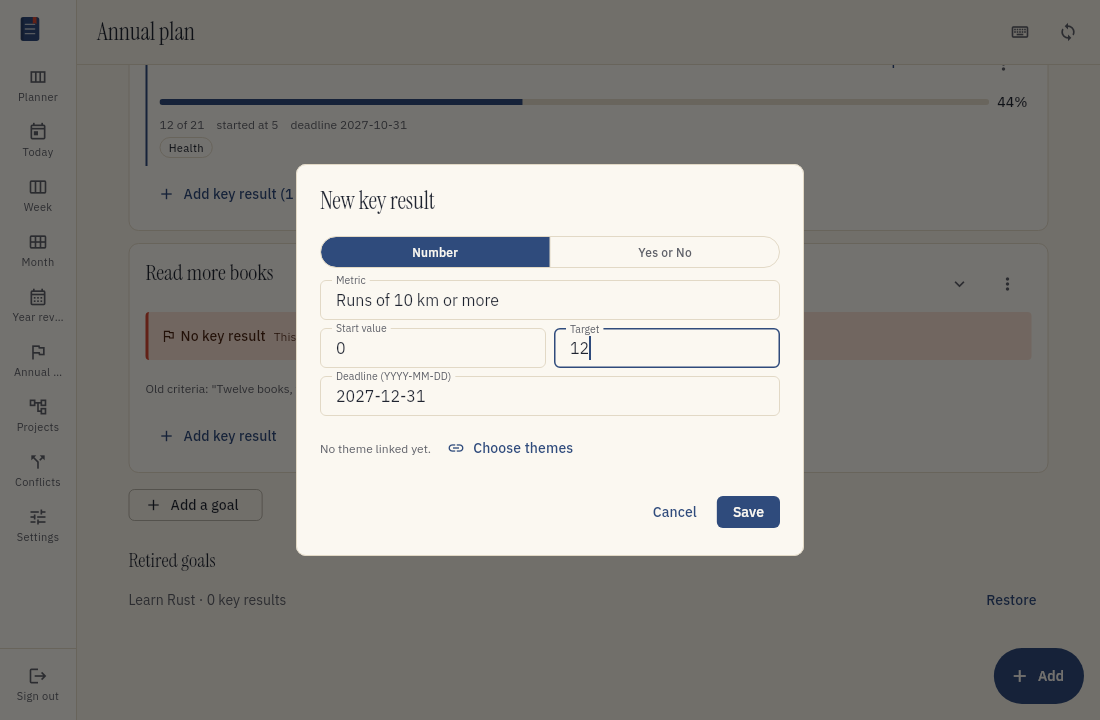 Annual plan
Planner
Today
Week
Month
Year rev...
Annual ...
Projects
Conflicts
Settings
Sign out
44%
12 of 21 started at 5 deadline 2027-10-31
Health
Add key result (1
Read more books
No key result This
Old criteria: "Twelve books,
Add key result
Add a goal
Retired goals
Learn Rust · 0 key results
Restore
Add
New key result
Number Yes or No
Metric
Runs of 10 km or more
Start value Target
0 12
Deadline (YYYY-MM-DD)
2027-12-31
No theme linked yet. Choose themes
Cancel Save